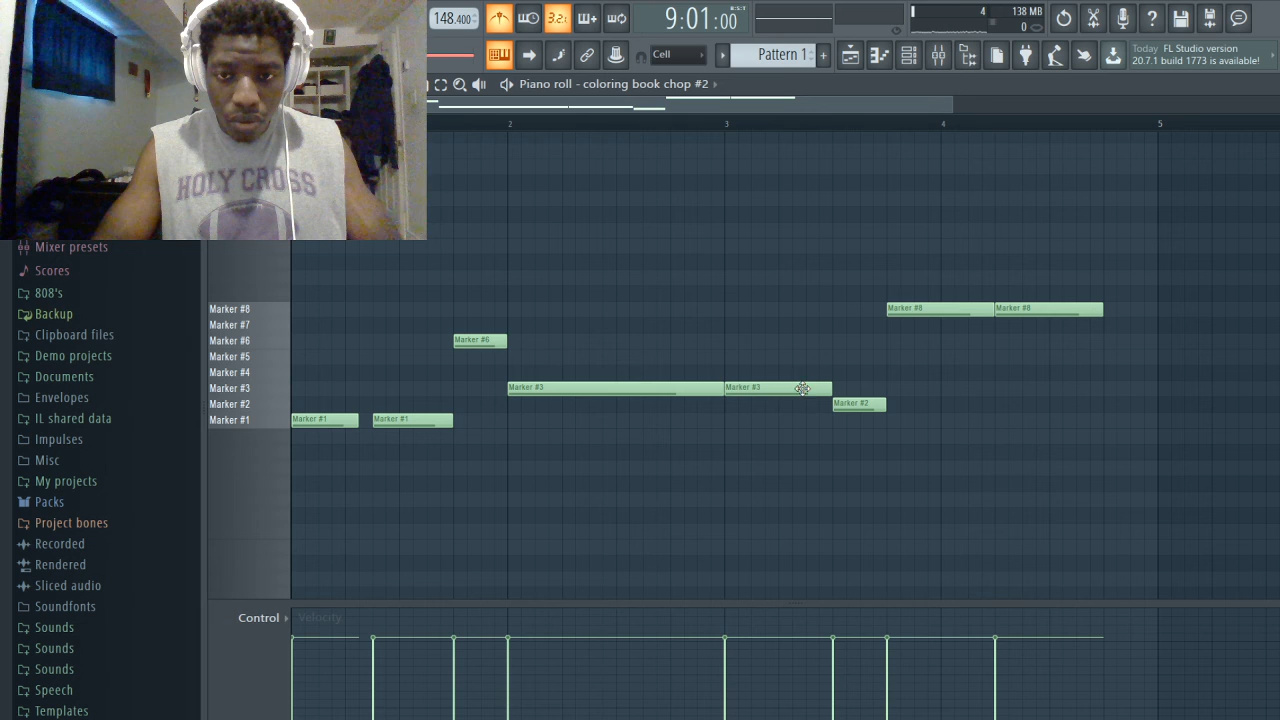 148.400
3.2.
9:01:00
B:S:T
4
138 MB
0
Cell
Pattern 1
+
Today FL Studio version
20.7.1 build 1773 is available!
Piano roll - coloring book chop #2
2 3 4 5
HOLY CROSS
Mixer presets
Scores
808's
Backup
Clipboard files
Demo projects
Documents
Envelopes
IL shared data
Impulses
Misc
My projects
Packs
Project bones
Recorded
Rendered
Sliced audio
Soundfonts
Sounds
Sounds
Sounds
Speech
Templates
Marker #8
Marker #7
Marker #6
Marker #5
Marker #4
Marker #3
Marker #2
Marker #1
Marker #8 Marker #8
Marker #6
Marker #3 Marker #3
Marker #2
Marker #1 Marker #1
Control Velocity